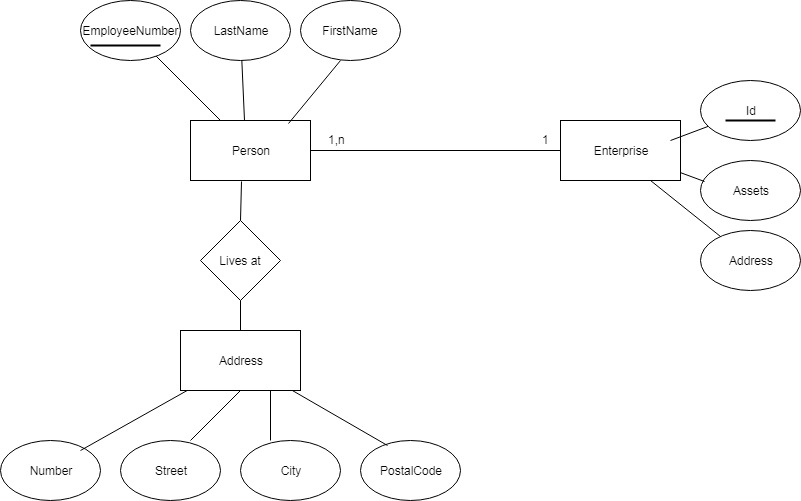 EmployeeNumber
LastName
FirstName
Id
Person
1,n
1
Enterprise
Assets
Lives at
Address
Address
Number
Street
City
PostalCode